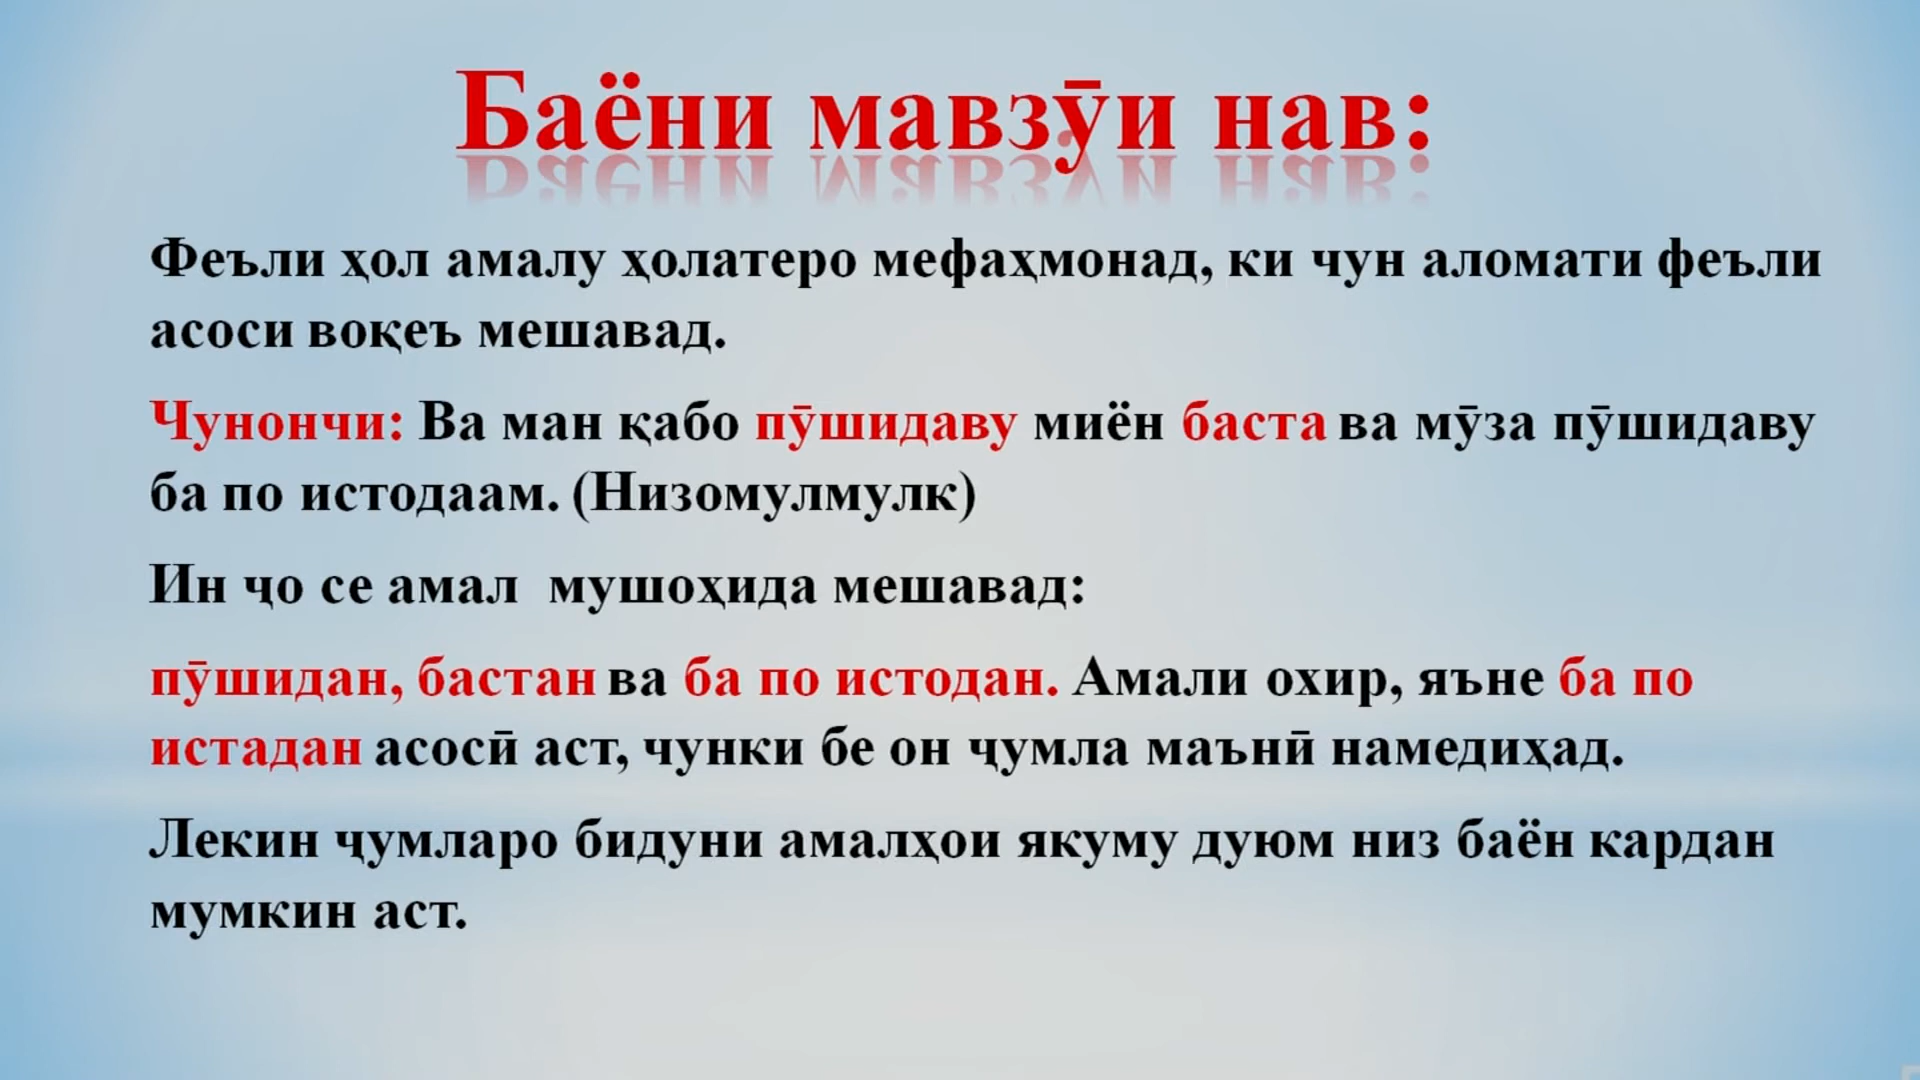 Баёни мавзӯи нав:
Феъли ҳол амалу ҳолатеро мефаҳмонад, ки чун аломати феъли
асоси воқеъ мешавад.
Чунончи: Ва ман қабо пӯшидаву миён баста ва мӯза пӯшидаву
ба по истодаам. (Низомулмулк)
Ин ҷо се амал мушоҳида мешавад:
пӯшидан, бастан ва ба по истодан. Амали охир, яъне ба по
истадан асосӣ аст, чунки бе он ҷумла маънӣ намедиҳад.
Лекин ҷумларо бидуни амалҳои якуму дуюм низ баён кардан
мумкин аст.